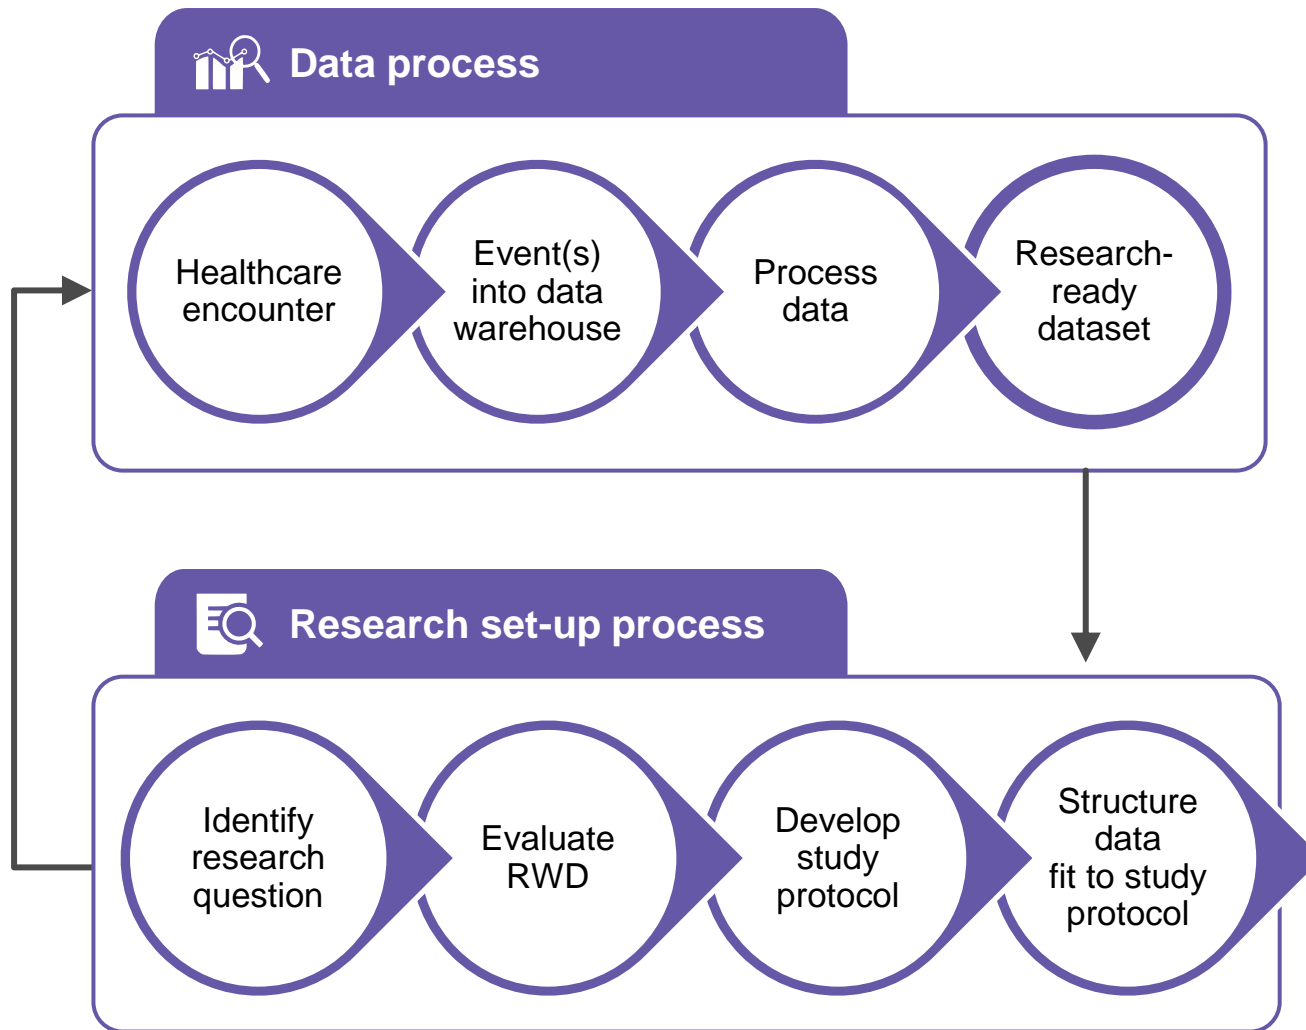 Data process
Healthcare
encounter
Event(s)
into data
warehouse
Process
data
Research-
ready
dataset
Research set-up process
Identify
research
question
Evaluate
RWD
Develop
study
protocol
Structure
data
fit to study
protocol